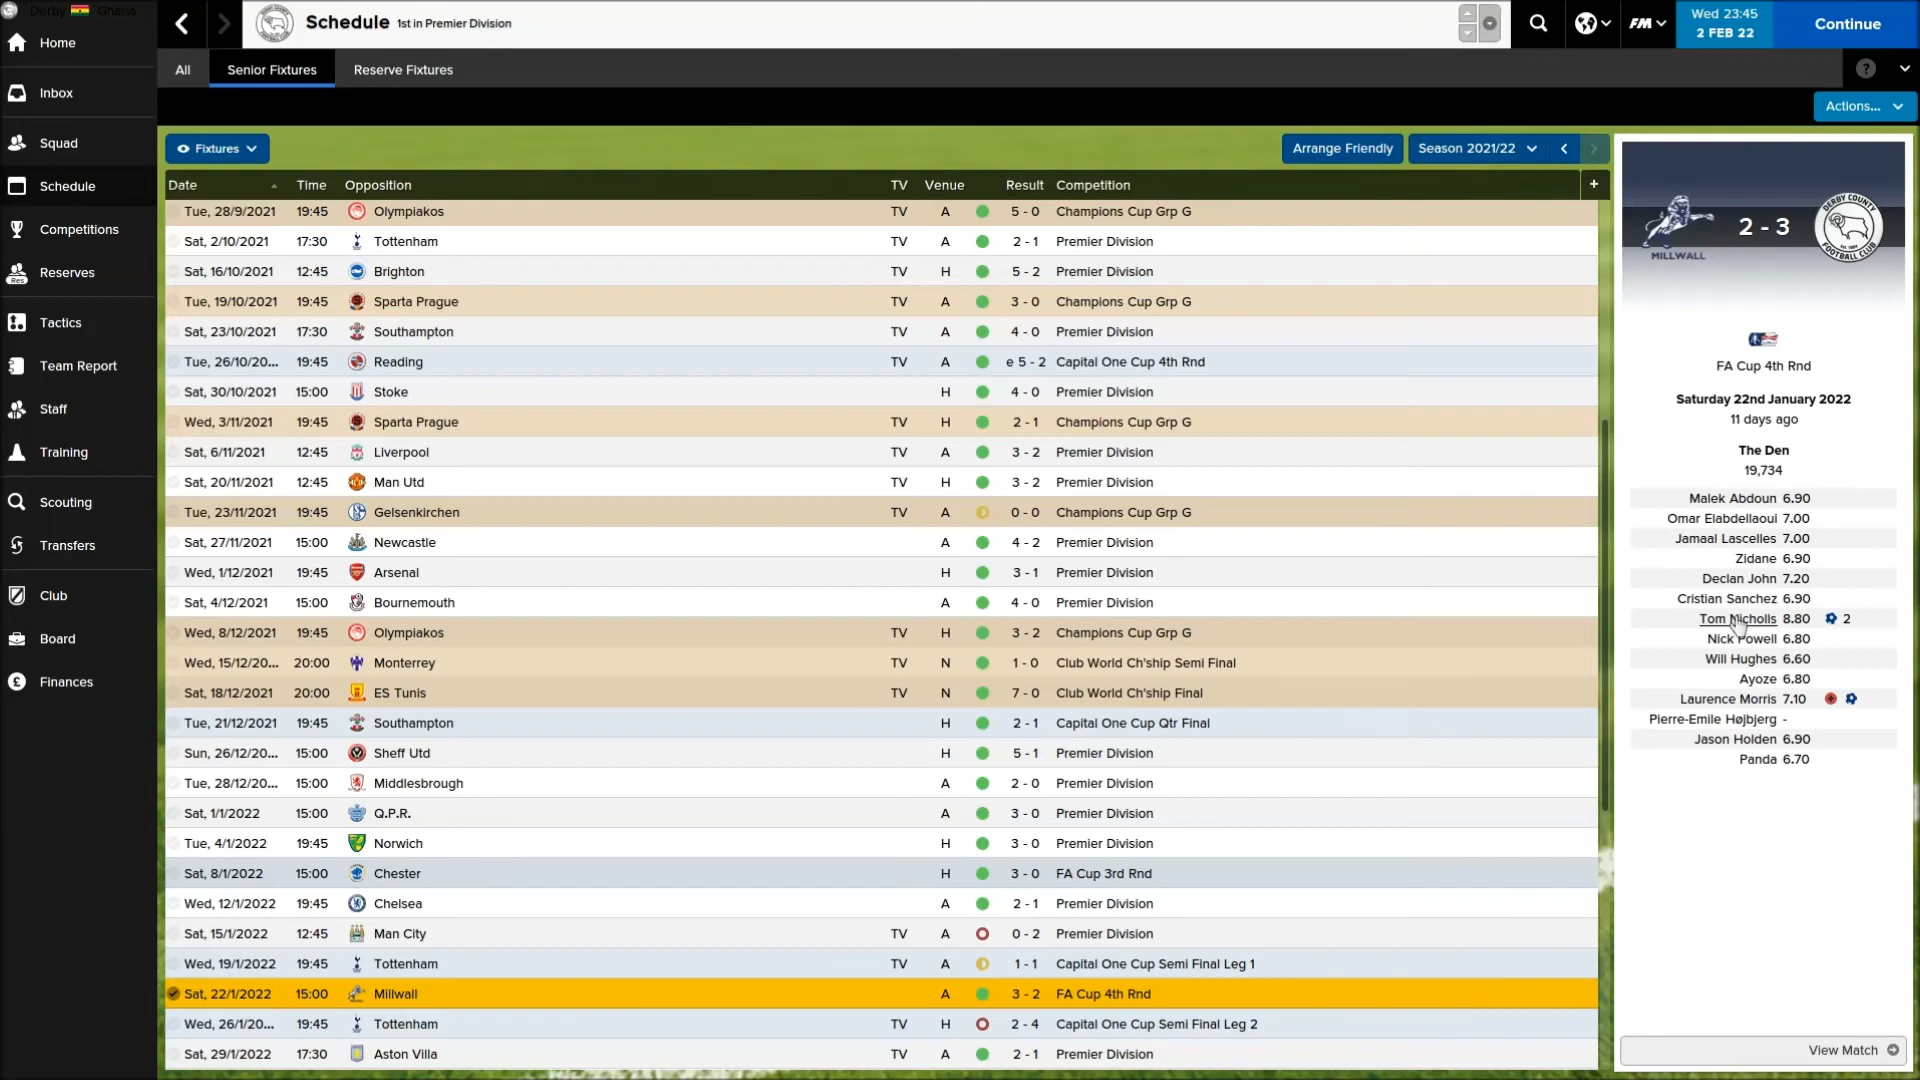 Derby Ghana
Schedule 1st in Premier Division
FM
Wed 23:45
2 FEB 22
Continue
Home
Inbox
Squad
Schedule
Competitions
Res
Reserves
Tactics
Team Report
Staff
Training
Scouting
Transfers
Club
Board
Finances
All Senior Fixtures Reserve Fixtures
?
Actions...
Fixtures
Arrange Friendly
Season 2021/22
Date Time Opposition TV Venue Result Competition +
Tue, 28/9/2021 19:45 Olympiakos TV A 5 - 0 Champions Cup Grp G
Sat, 2/10/2021 17:30 Tottenham TV A 2 - 1 Premier Division
Sat, 16/10/2021 12:45 Brighton TV H 5 - 2 Premier Division
Tue, 19/10/2021 19:45 Sparta Prague TV A 3 - 0 Champions Cup Grp G
Sat, 23/10/2021 17:30 Southampton TV A 4 - 0 Premier Division
Tue, 26/10/20... 19:45 Reading TV A e 5 - 2 Capital One Cup 4th Rnd
Sat, 30/10/2021 15:00 Stoke H 4 - 0 Premier Division
Wed, 3/11/2021 19:45 Sparta Prague TV H 2 - 1 Champions Cup Grp G
Sat, 6/11/2021 12:45 Liverpool TV A 3 - 2 Premier Division
Sat, 20/11/2021 12:45 Man Utd TV H 3 - 2 Premier Division
Tue, 23/11/2021 19:45 Gelsenkirchen TV A 0 - 0 Champions Cup Grp G
Sat, 27/11/2021 15:00 Newcastle A 4 - 2 Premier Division
Wed, 1/12/2021 19:45 Arsenal H 3 - 1 Premier Division
Sat, 4/12/2021 15:00 Bournemouth A 4 - 0 Premier Division
Wed, 8/12/2021 19:45 Olympiakos TV H 3 - 2 Champions Cup Grp G
Wed, 15/12/20... 20:00 Monterrey TV N 1 - 0 Club World Ch'ship Semi Final
Sat, 18/12/2021 20:00 ES Tunis TV N 7 - 0 Club World Ch'ship Final
Tue, 21/12/2021 19:45 Southampton H 2 - 1 Capital One Cup Qtr Final
Sun, 26/12/20... 15:00 Sheff Utd H 5 - 1 Premier Division
Tue, 28/12/20... 15:00 Middlesbrough A 2 - 0 Premier Division
Sat, 1/1/2022 15:00 Q.P.R. A 3 - 0 Premier Division
Tue, 4/1/2022 19:45 Norwich H 3 - 0 Premier Division
Sat, 8/1/2022 15:00 Chester H 3 - 0 FA Cup 3rd Rnd
Wed, 12/1/2022 19:45 Chelsea A 2 - 1 Premier Division
Sat, 15/1/2022 12:45 Man City TV A 0 - 2 Premier Division
Wed, 19/1/2022 19:45 Tottenham TV A 1 - 1 Capital One Cup Semi Final Leg 1
Sat, 22/1/2022 15:00 Millwall A 3 - 2 FA Cup 4th Rnd
Wed, 26/1/20... 19:45 Tottenham TV H 2 - 4 Capital One Cup Semi Final Leg 2
Sat, 29/1/2022 17:30 Aston Villa TV A 2 - 1 Premier Division
MILLWALL
2 - 3
DERBY COUNTY
FOOTBALL CLUB
FA Cup 4th Rnd
Saturday 22nd January 2022
11 days ago
The Den
19,734
Malek Abdoun 6.90
Omar Elabdellaoui 7.00
Jamaal Lascelles 7.00
Zidane 6.90
Declan John 7.20
Cristian Sanchez 6.90
Tom Nicholls 8.80 2
Nick Powell 6.80
Will Hughes 6.60
Ayoze 6.80
Laurence Morris 7.10
Pierre-Emile Højbjerg -
Jason Holden 6.90
Panda 6.70
View Match